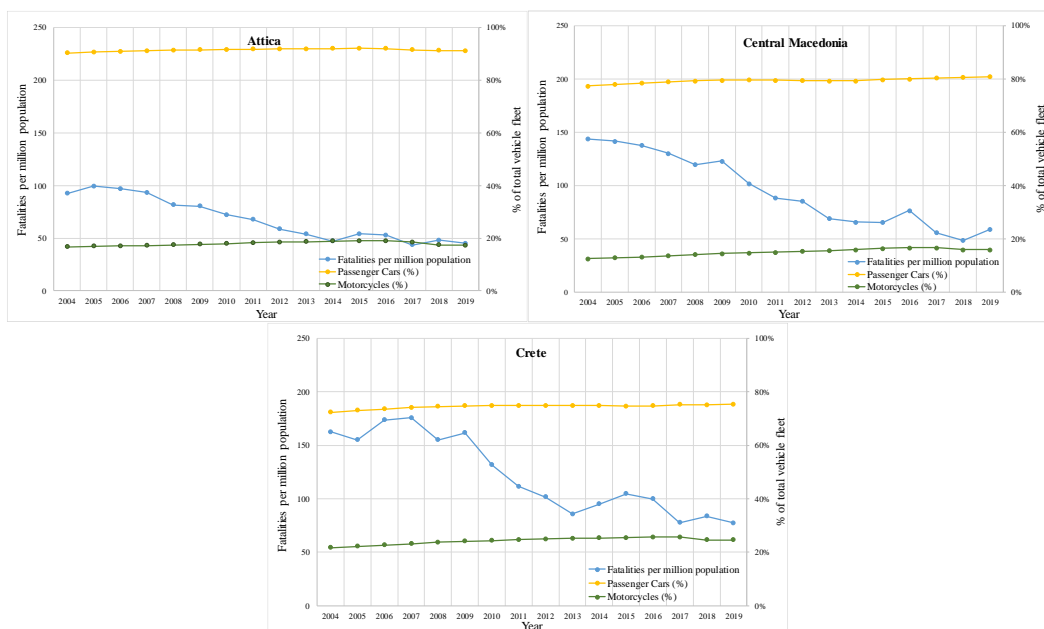 Attica
Fatalities per million population
250
200
150
100
50
0
100%
80%
60%
40%
20%
0%
% of total vehicle fleet
Fatalities per million population
Passenger Cars (%)
Motorcycles (%)
2004 2005 2006 2007 2008 2009 2010 2011 2012 2013 2014 2015 2016 2017 2018 2019
Year
Central Macedonia
Fatalities per million population
250
200
150
100
50
0
100%
80%
60%
40%
20%
0%
% of total vehicle fleet
Fatalities per million population
Passenger Cars (%)
Motorcycles (%)
2004 2005 2006 2007 2008 2009 2010 2011 2012 2013 2014 2015 2016 2017 2018 2019
Year
Crete
Fatalities per million population
250
200
150
100
50
0
100%
80%
60%
40%
20%
0%
% of total vehicle fleet
Fatalities per million population
Passenger Cars (%)
Motorcycles (%)
2004 2005 2006 2007 2008 2009 2010 2011 2012 2013 2014 2015 2016 2017 2018 2019
Year